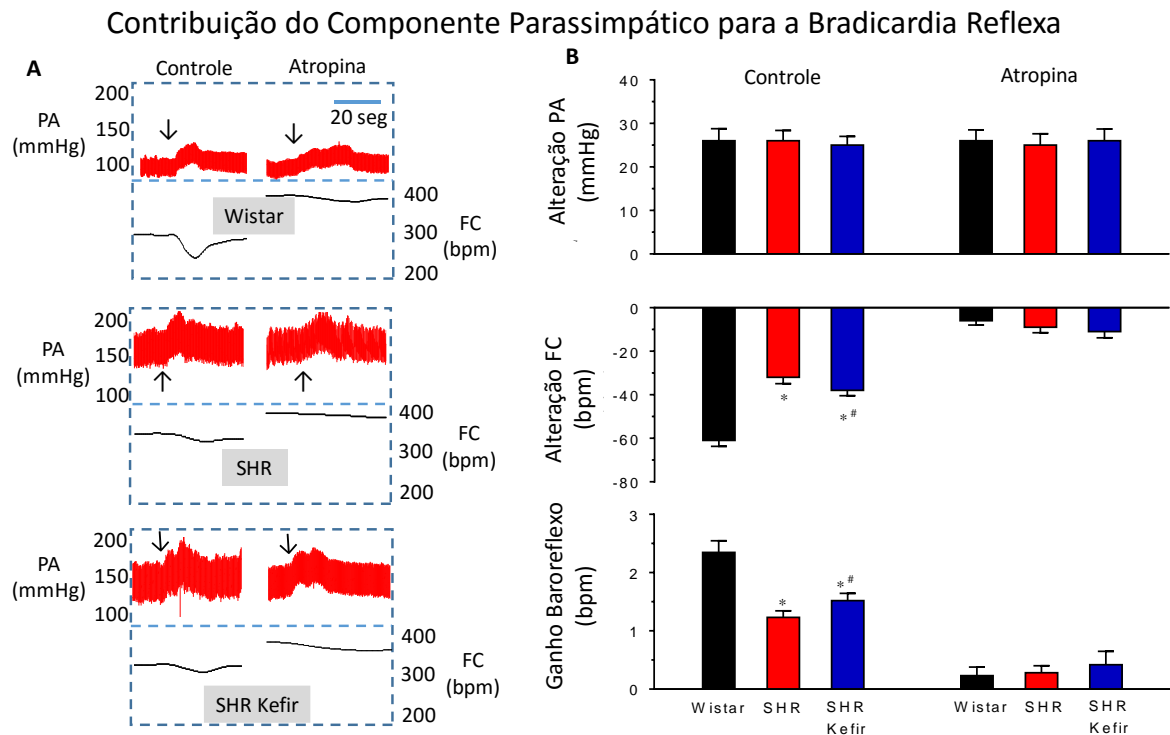 Contribuição do Componente Parassimpático para a Bradicardia Reflexa
A
Controle
Atropina
PA
(mmHg)
200
150
100
20 seg
Wistar
400
300
200
FC
(bpm)
PA
(mmHg)
200
150
100
SHR
400
300
200
FC
(bpm)
PA
(mmHg)
200
150
100
SHR Kefir
400
300
200
FC
(bpm)
B
Controle
Atropina
Alteração PA
(mmHg)
40
30
20
10
0
Alteração FC
(bpm)
0
-20
-40
-60
-80
*
*#
Ganho Baroreflexo
(bpm)
3
2
1
0
*
*#
Wistar
SHR
SHR
Kefir
Wistar
SHR
SHR
Kefir